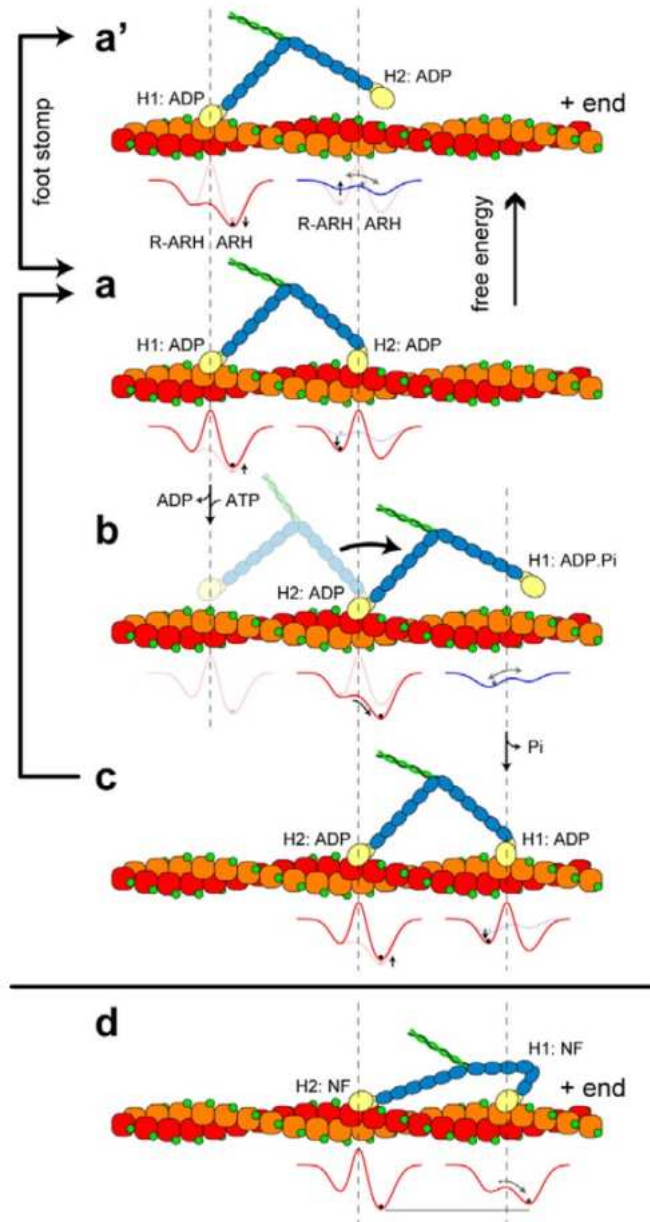 a'
H1: ADP
H2: ADP
+ end
foot stomp
R-ARH ARH
R-ARH ARH
free energy
a
H1: ADP
H2: ADP
ADP ATP
b
H2: ADP
H1: ADP.Pi
Pi
c
H2: ADP
H1: ADP
d
H2: NF
H1: NF
+ end